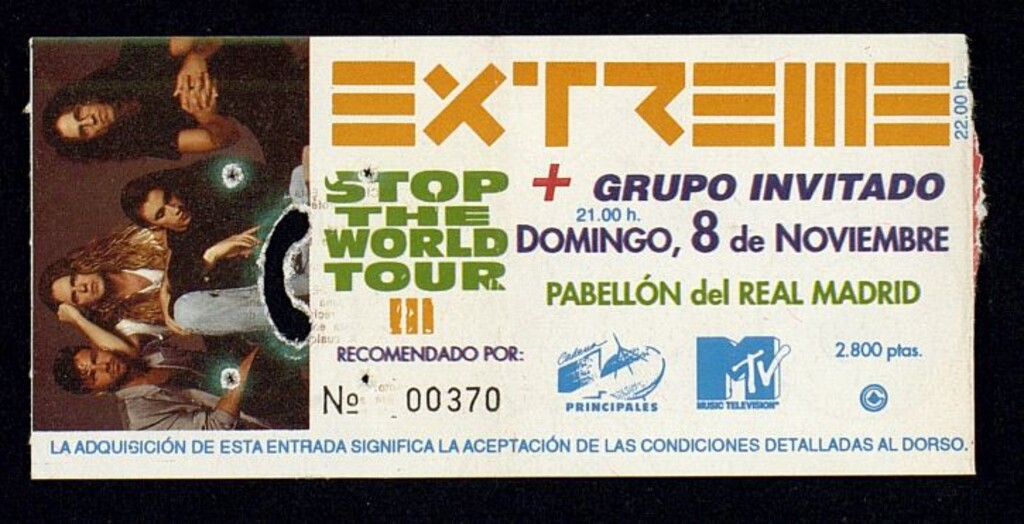 EXTREME
22.00 h.
STOP
THE
WORLD
TOUR
III
+ GRUPO INVITADO
21.00 h.
DOMINGO, 8 de NOVIEMBRE
PABELLÓN del REAL MADRID
RECOMENDADO POR:
Cadena
40
PRINCIPALES
MTV
MUSIC TELEVISION
2.800 ptas.
Nº 00370
LA ADQUISICIÓN DE ESTA ENTRADA SIGNIFICA LA ACEPTACIÓN DE LAS CONDICIONES DETALLADAS AL DORSO.